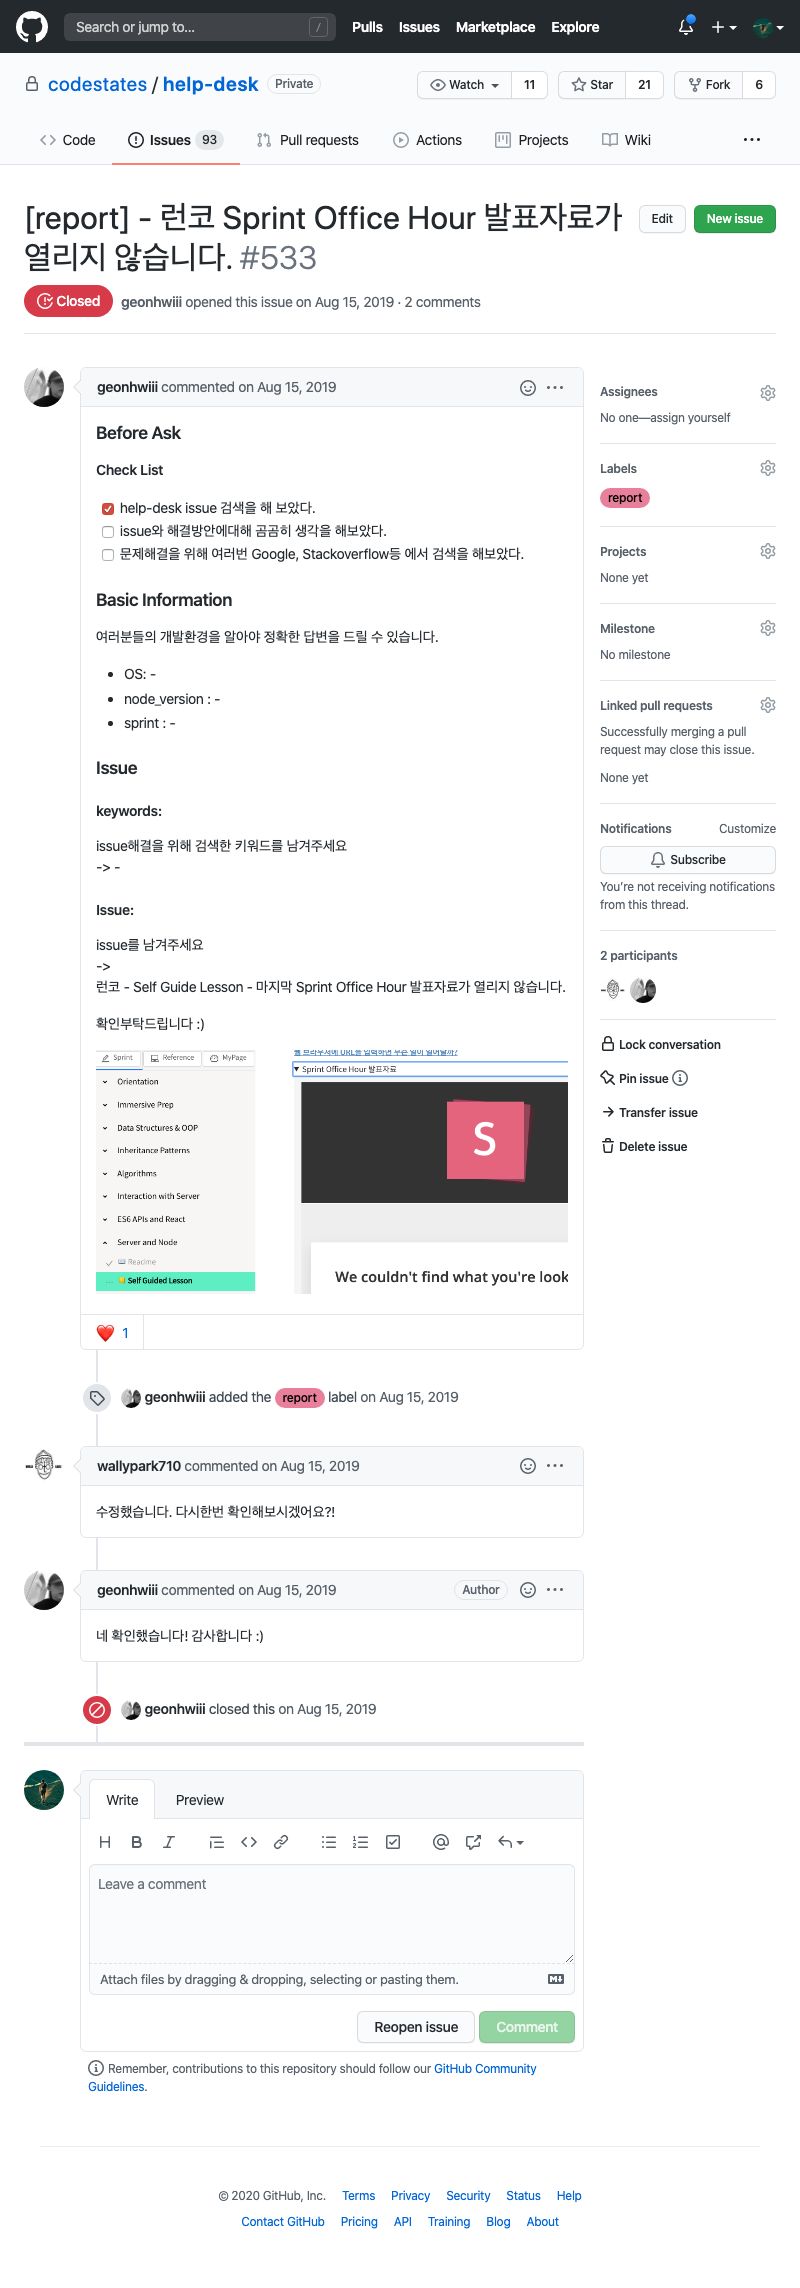 Search or jump to... /
Pulls Issues Marketplace Explore
codestates / help-desk Private
Watch 11 Star 21 Fork 6
Code Issues 93 Pull requests Actions Projects Wiki ...
[report] - 런코 Sprint Office Hour 발표자료가
열리지 않습니다. #533
Edit New issue
Closed geonhwiii opened this issue on Aug 15, 2019 · 2 comments
geonhwiii commented on Aug 15, 2019
Before Ask
Check List
help-desk issue 검색을 해 보았다.
issue와 해결방안에대해 곰곰히 생각을 해보았다.
문제해결을 위해 여러번 Google, Stackoverflow등 에서 검색을 해보았다.
Basic Information
여러분들의 개발환경을 알아야 정확한 답변을 드릴 수 있습니다.
OS: -
node_version : -
sprint : -
Issue
keywords:
issue해결을 위해 검색한 키워드를 남겨주세요
-> -
Issue:
issue를 남겨주세요
->
런코 - Self Guide Lesson - 마지막 Sprint Office Hour 발표자료가 열리지 않습니다.
확인부탁드립니다 :)
Sprint Reference MyPage
Orientation
Immersive Prep
Data Structures & OOP
Inheritance Patterns
Algorithms
Interaction with Server
ES6 APIs and React
Server and Node
Readme
Self Guided Lesson
웹 브라우저에 URL을 입력하면 무슨 일이 일어날까?
Sprint Office Hour 발표자료
S
We couldn't find what you're look
1
geonhwiii added the report label on Aug 15, 2019
wallypark710 commented on Aug 15, 2019
수정했습니다. 다시한번 확인해보시겠어요?!
geonhwiii commented on Aug 15, 2019 Author
네 확인했습니다! 감사합니다 :)
geonhwiii closed this on Aug 15, 2019
Write Preview
Leave a comment
Attach files by dragging & dropping, selecting or pasting them.
Reopen issue Comment
Remember, contributions to this repository should follow our GitHub Community
Guidelines.
Assignees
No one—assign yourself
Labels
report
Projects
None yet
Milestone
No milestone
Linked pull requests
Successfully merging a pull
request may close this issue.
None yet
Notifications Customize
Subscribe
You're not receiving notifications
from this thread.
2 participants
Lock conversation
Pin issue
Transfer issue
Delete issue
© 2020 GitHub, Inc. Terms Privacy Security Status Help
Contact GitHub Pricing API Training Blog About